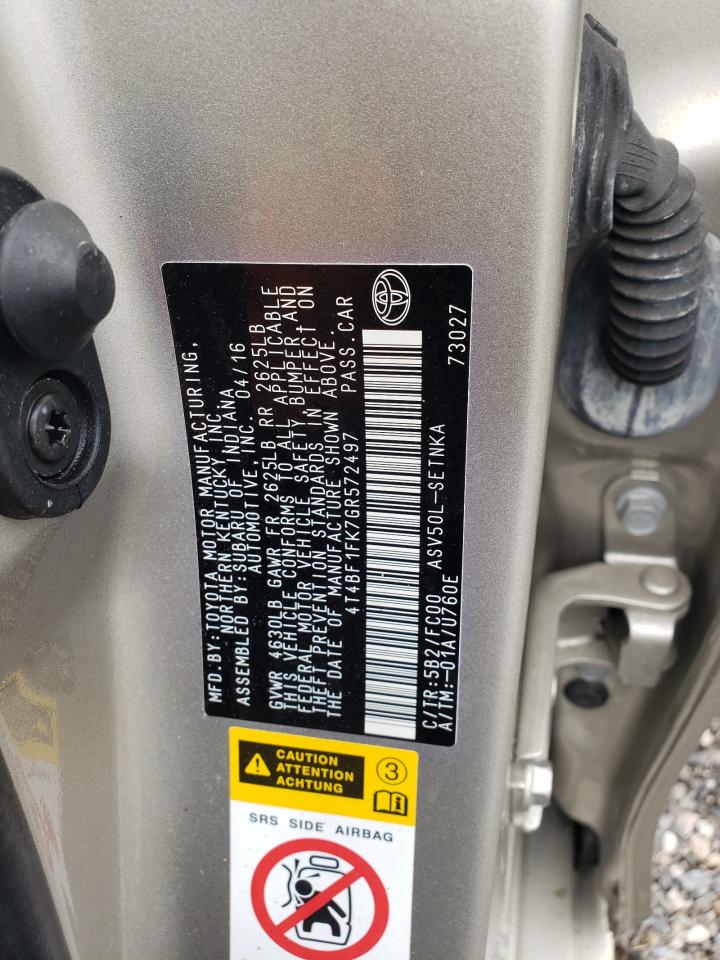 MFD.BY:TOYOTA MOTOR MANUFACTURING,
NORTHERN KENTUCKY, INC.
ASSEMBLED BY:SUBARU OF INDIANA
AUTOMOTIVE, INC. 04/16
GVWR 4630LB GAWR FR 2625LB RR 2625LB
THIS VEHICLE CONFORMS TO ALL APPLICABLE
FEDERAL MOTOR VEHICLE SAFETY, BUMPER AND
THEFT PREVENTION STANDARDS IN EFFECT ON
THE DATE OF MANUFACTURE SHOWN ABOVE.
4T4BF1FK7GR572497 PASS.CAR
C/TR:5B2/FC00 ASV50L-SETNKA 73027
A/TM:-01A/U760E
CAUTION
ATTENTION
ACHTUNG
3
SRS SIDE AIRBAG